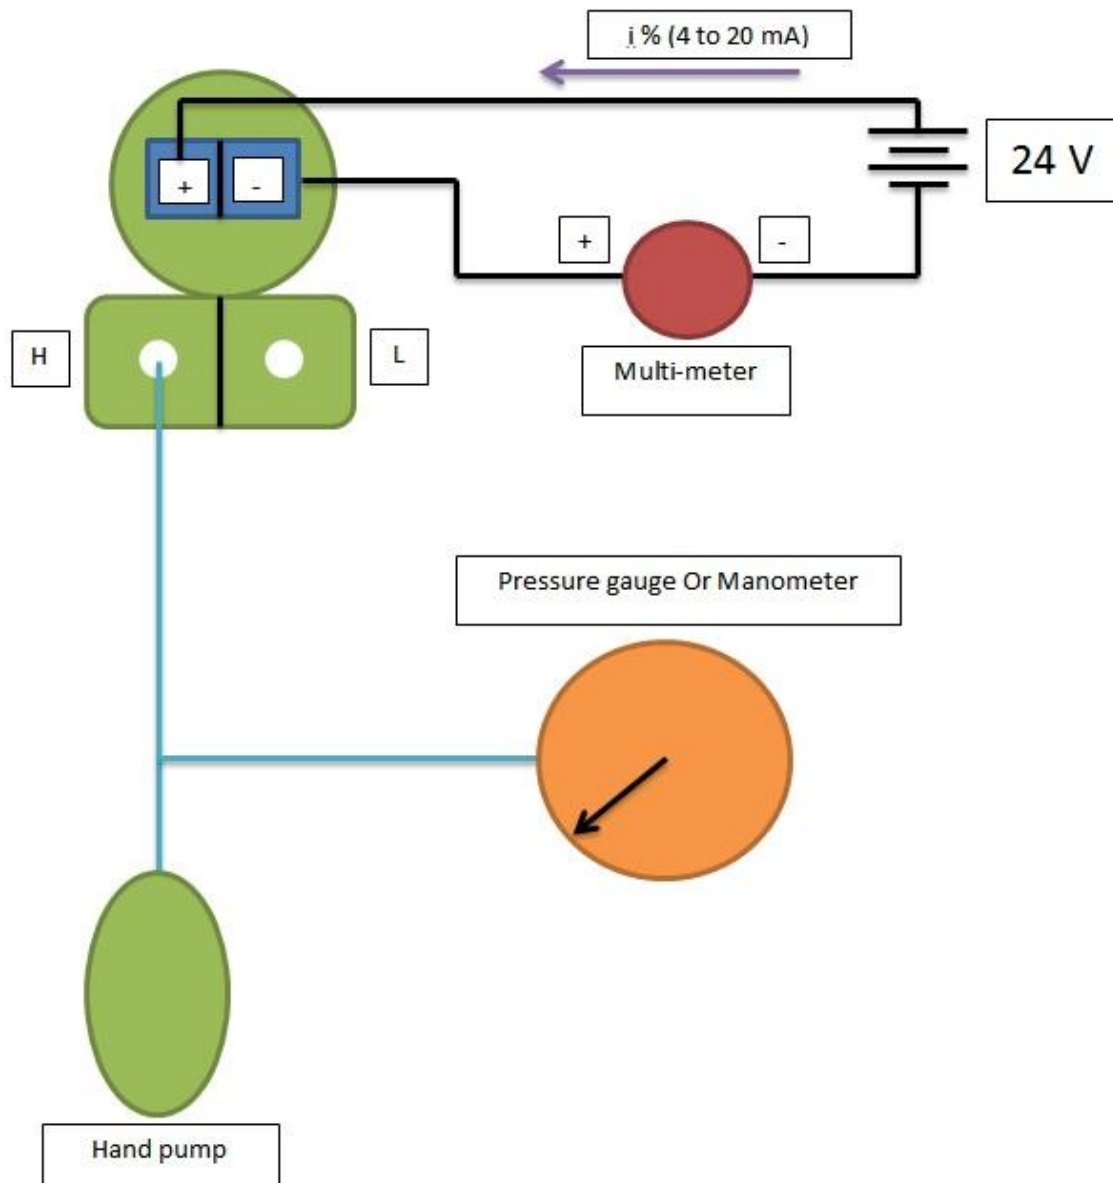 i % (4 to 20 mA)
24 V
+
-
+
-
H
L
Multi-meter
Pressure gauge Or Manometer
Hand pump